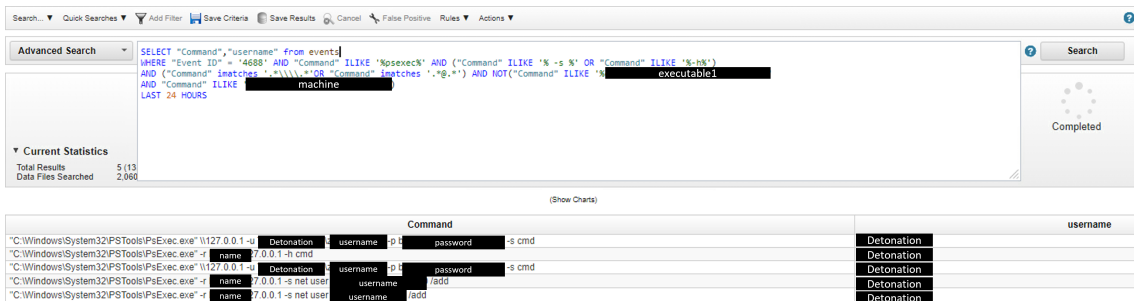 Search... ▼ Quick Searches ▼ Add Filter Save Criteria Save Results Cancel False Positive Rules ▼ Actions ▼
Advanced Search
SELECT "Command","username" from events
WHERE "Event ID" = '4688' AND "Command" ILIKE '%psexec%' AND ("Command" ILIKE '% -s %' OR "Command" ILIKE '%-h%')
AND ("Command" imatches '.*\\\\.*'OR "Command" imatches '.*@.*') AND NOT("Command" ILIKE '% executable1
AND "Command" ILIKE ' machine )
LAST 24 HOURS
Search
Completed
▼ Current Statistics
Total Results 5 (13
Data Files Searched 2,060
(Show Charts)
Command username
"C:\Windows\System32\PSTools\PsExec.exe" \\127.0.0.1 -u Detonation username -p b password -s cmd Detonation
"C:\Windows\System32\PSTools\PsExec.exe" -r name 27.0.0.1 -h cmd Detonation
"C:\Windows\System32\PSTools\PsExec.exe" \\127.0.0.1 -u Detonation username -p b password -s cmd Detonation
"C:\Windows\System32\PSTools\PsExec.exe" -r name 27.0.0.1 -s net user username /add Detonation
"C:\Windows\System32\PSTools\PsExec.exe" -r name 27.0.0.1 -s net user username /add Detonation